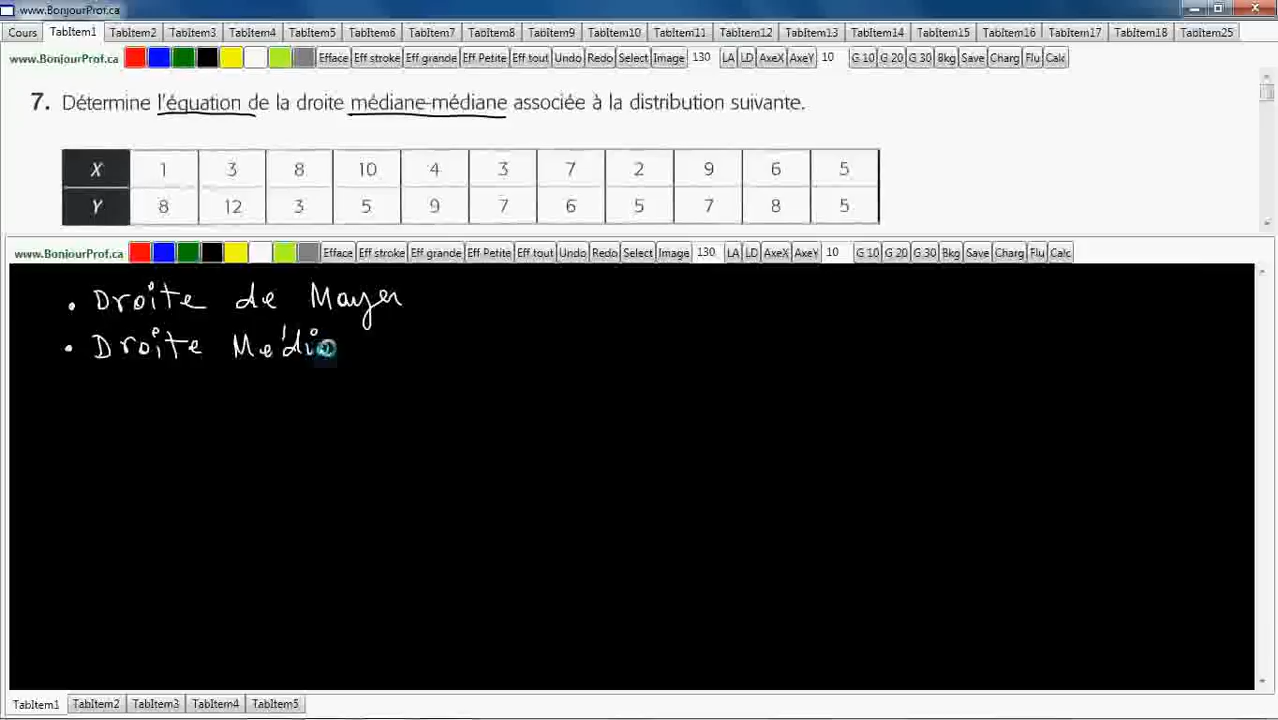 www.BonjourProf.ca
Cours TabItem1 TabItem2 TabItem3 TabItem4 TabItem5 TabItem6 TabItem7 TabItem8 TabItem9 TabItem10 TabItem11 TabItem12 TabItem13 TabItem14 TabItem15 TabItem16 TabItem17 TabItem18 TabItem25
www.BonjourProf.ca Efface Eff stroke Eff grande Eff Petite Eff tout Undo Redo Select Image 130 LA LD AxeX AxeY 10 G 10 G 20 G 30 Bkg Save Charg Flu Calc
7. Détermine l'équation de la droite médiane-médiane associée à la distribution suivante.
X 1 3 8 10 4 3 7 2 9 6 5
Y 8 12 3 5 9 7 6 5 7 8 5
www.BonjourProf.ca Efface Eff stroke Eff grande Eff Petite Eff tout Undo Redo Select Image 130 LA LD AxeX AxeY 10 G 10 G 20 G 30 Bkg Save Charg Flu Calc
• Droite de Mayer
• Droite Média
TabItem1 TabItem2 TabItem3 TabItem4 TabItem5